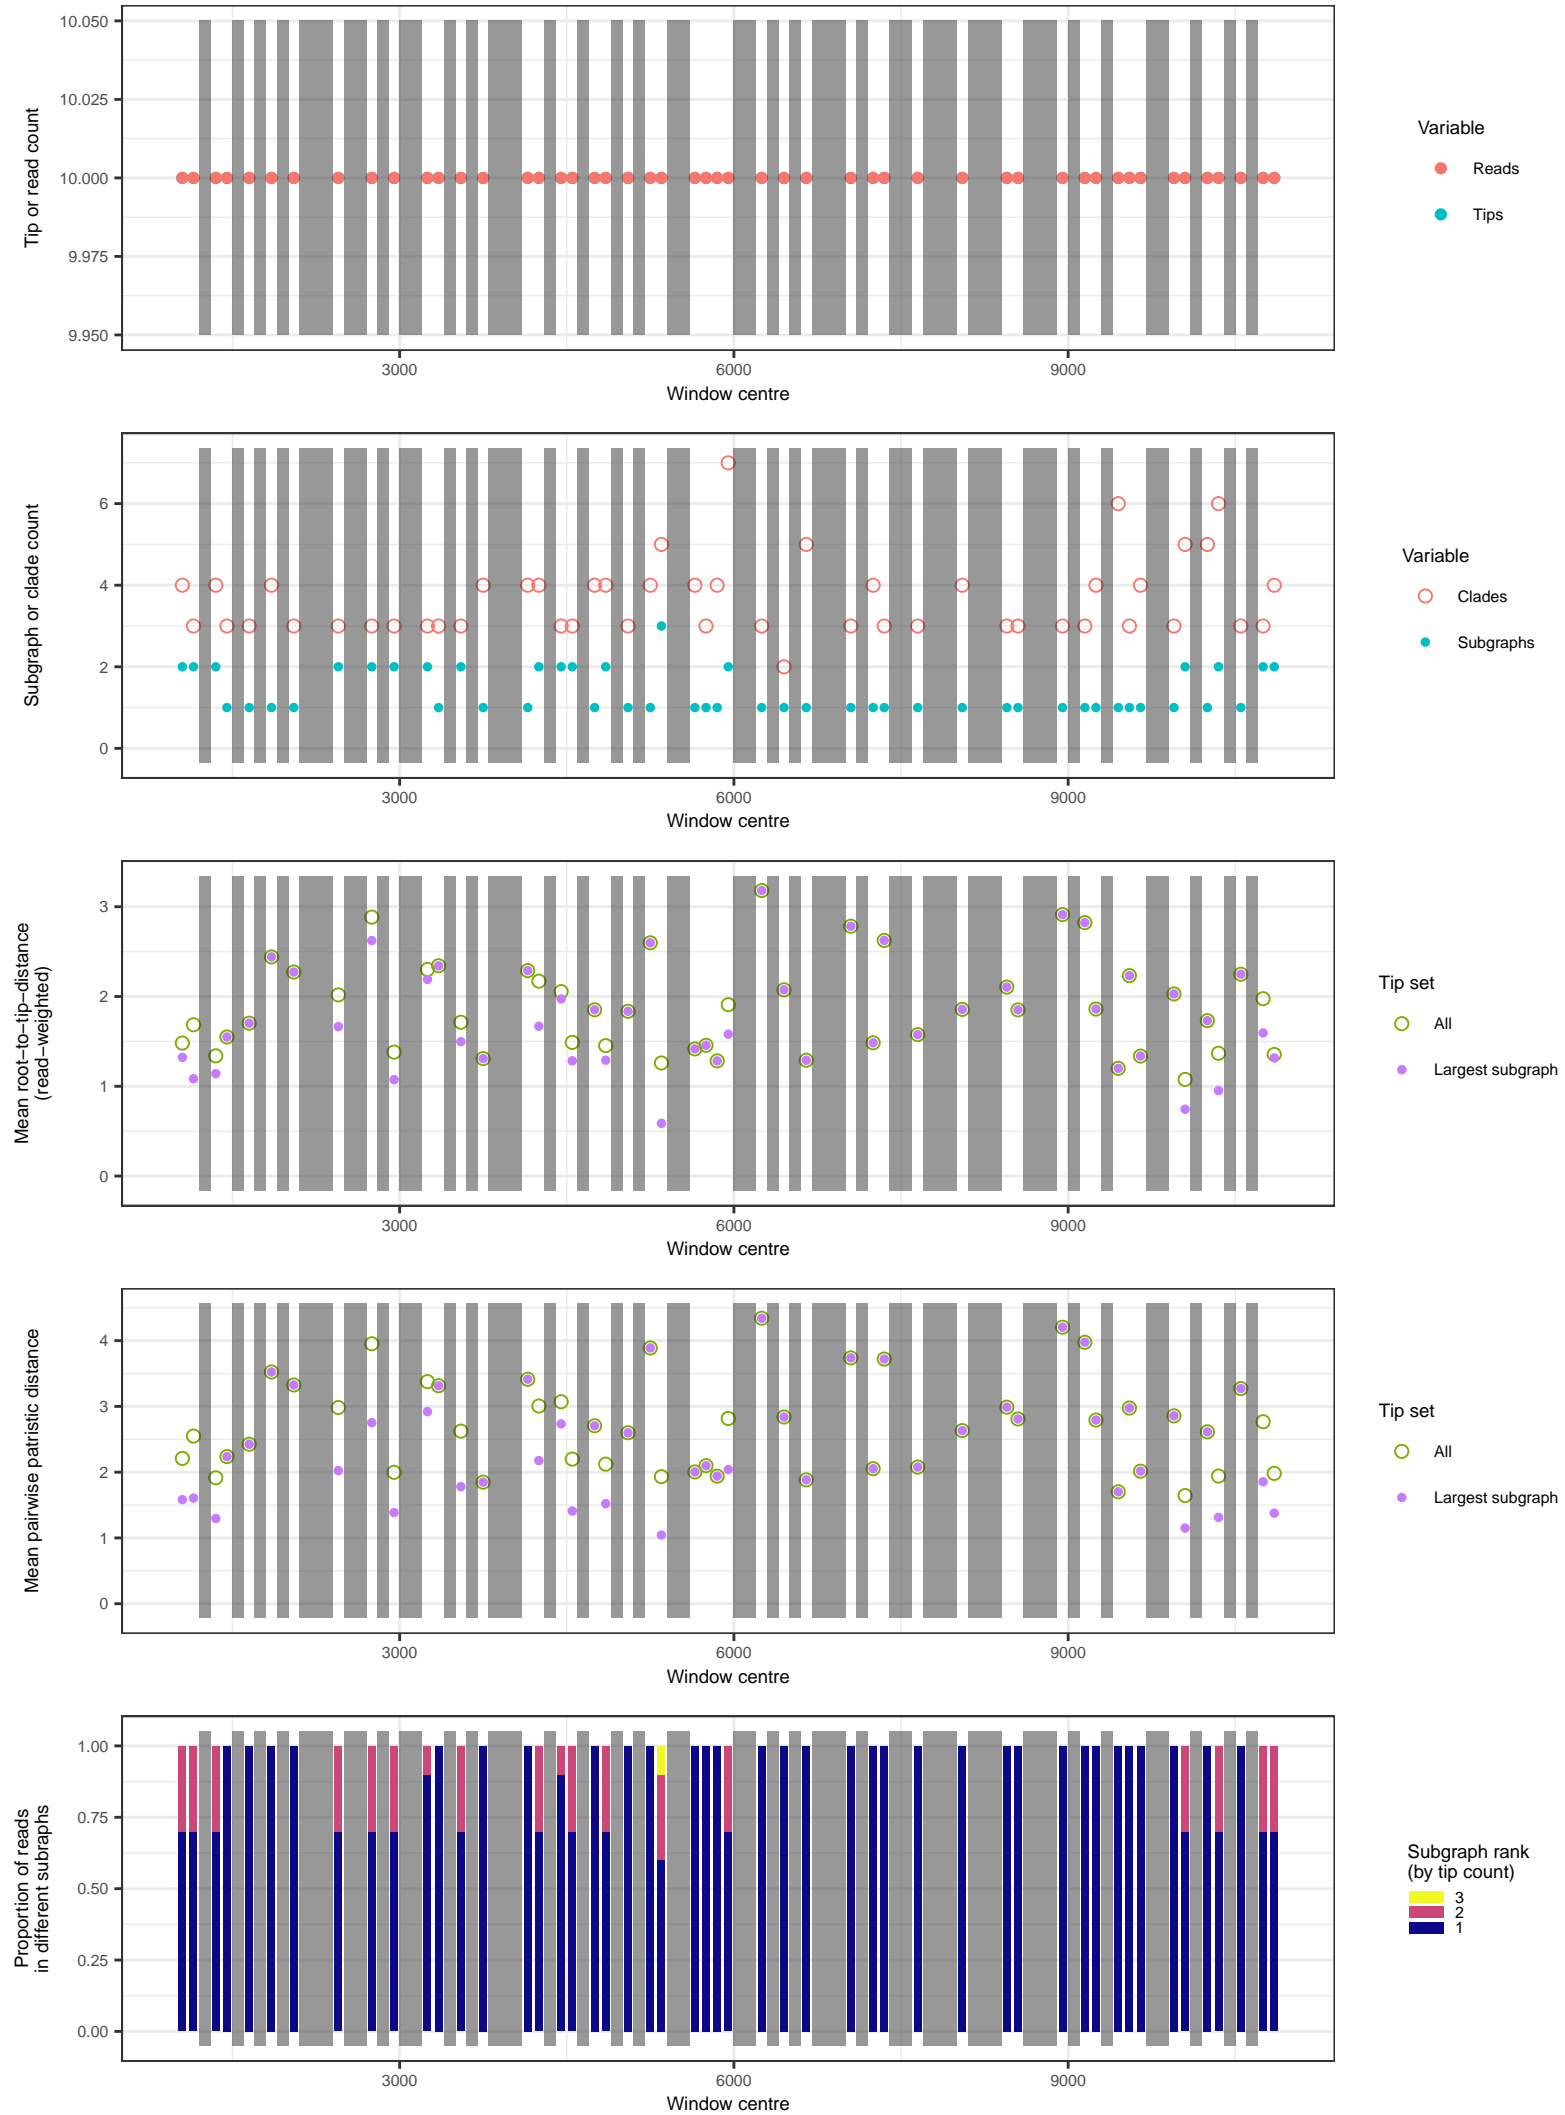 10.050
10.025
10.000
9.975
9.950
Tip or read count
3000
6000
9000
Window centre
Variable
Reads
Tips
6
4
2
0
Subgraph or clade count
3000
6000
9000
Window centre
Variable
Clades
Subgraphs
3
2
1
0
Mean root−to−tip−distance
(read−weighted)
3000
6000
9000
Window centre
Tip set
All
Largest subgraph
4
3
2
1
0
Mean pairwise patristic distance
3000
6000
9000
Window centre
Tip set
All
Largest subgraph
1.00
0.75
0.50
0.25
0.00
Proportion of reads
in different subraphs
3000
6000
9000
Window centre
Subgraph rank
(by tip count)
3
2
1